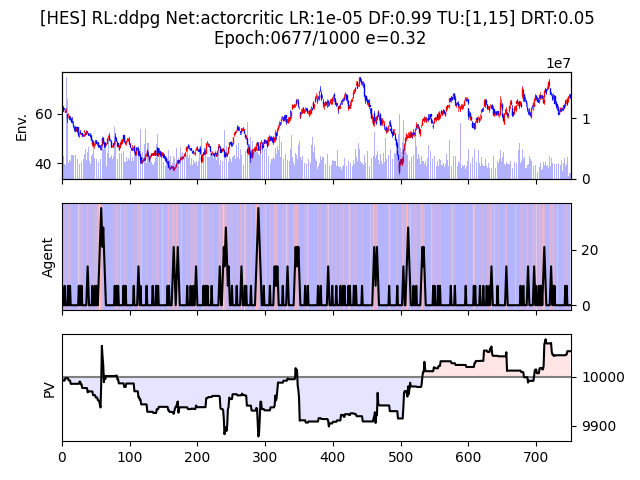 [HES] RL:ddpg Net:actorcritic LR:1e-05 DF:0.99 TU:[1,15] DRT:0.05
Epoch:0677/1000 e=0.32
1e7
Env.
60
40
1
0
Agent
20
0
PV
10000
9900
0 100 200 300 400 500 600 700